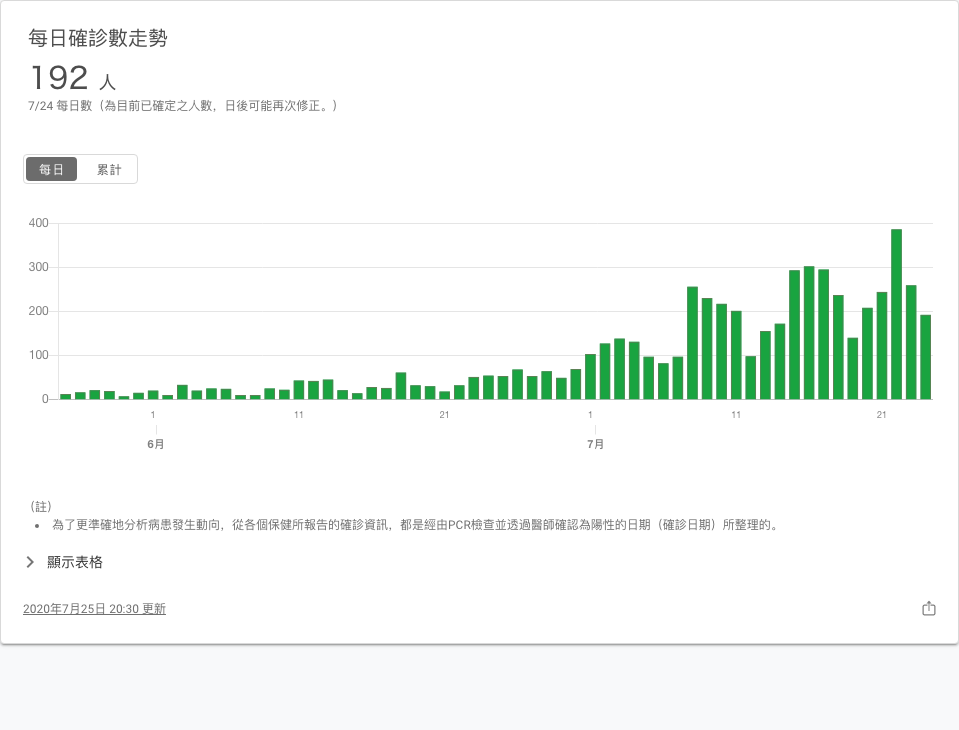 每日確診數走勢
192 人
7/24 每日數（為目前已確定之人數，日後可能再次修正。）
每日 累計
400
300
200
100
0
1 11 21 1 11 21
6月 7月
（註）
• 為了更準確地分析病患發生動向，從各個保健所報告的確診資訊，都是經由PCR檢查並透過醫師確認為陽性的日期（確診日期）所整理的。
顯示表格
2020年7月25日 20:30 更新